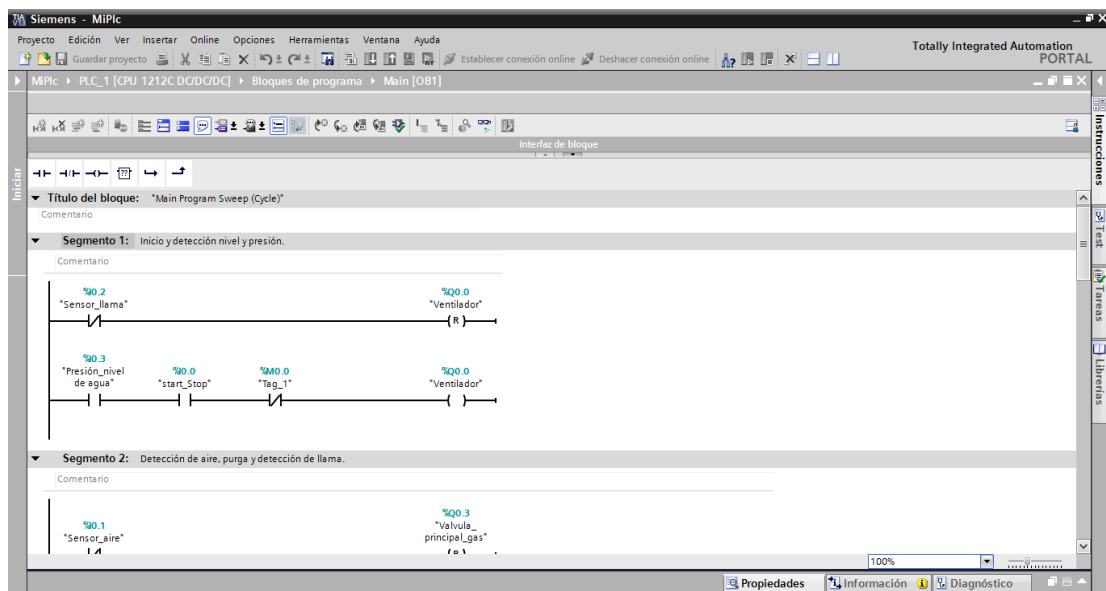 Siemens - MiPlc
Proyecto Edición Ver Insertar Online Opciones Herramientas Ventana Ayuda
Totally Integrated Automation
PORTAL
Guardar proyecto
Establecer conexión online
Deshacer conexión online
MiPlc PLC_1 [CPU 1212C DC/DC/DC] Bloques de programa Main [OB1]
Interfaz de bloque
Iniciar
Título del bloque: "Main Program Sweep (Cycle)"
Comentario
Segmento 1: Inicio y detección nivel y presión.
Comentario
%I0.2
"Sensor_llama"
%Q0.0
"Ventilador"
R
%I0.3
"Presión_nivel
de agua"
%I0.0
"start_Stop"
%M0.0
"Tag_1"
%Q0.0
"Ventilador"
Segmento 2: Detección de aire, purga y detección de llama.
Comentario
%I0.1
"Sensor_aire"
%Q0.3
"Valvula_
principal_gas"
100%
Propiedades
Información
Diagnóstico
Instrucciones
Test
Tareas
Librerías